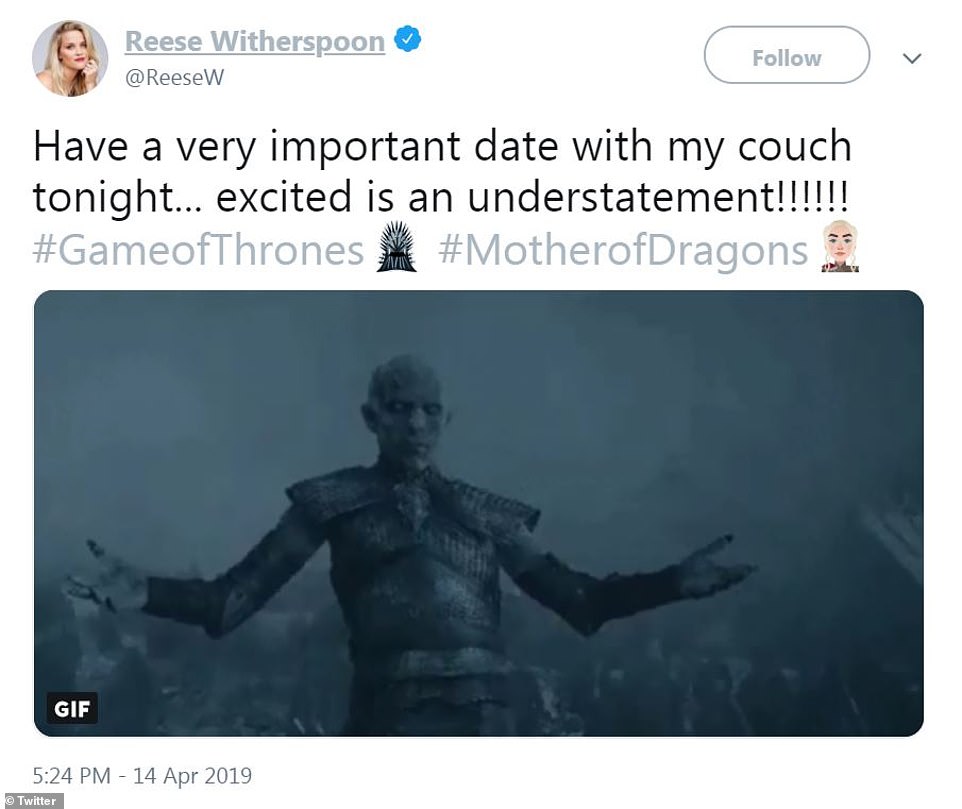 Reese Witherspoon
@ReeseW
Follow
Have a very important date with my couch
tonight... excited is an understatement!!!!!!
#GameofThrones #MotherofDragons
GIF
5:24 PM - 14 Apr 2019
© Twitter